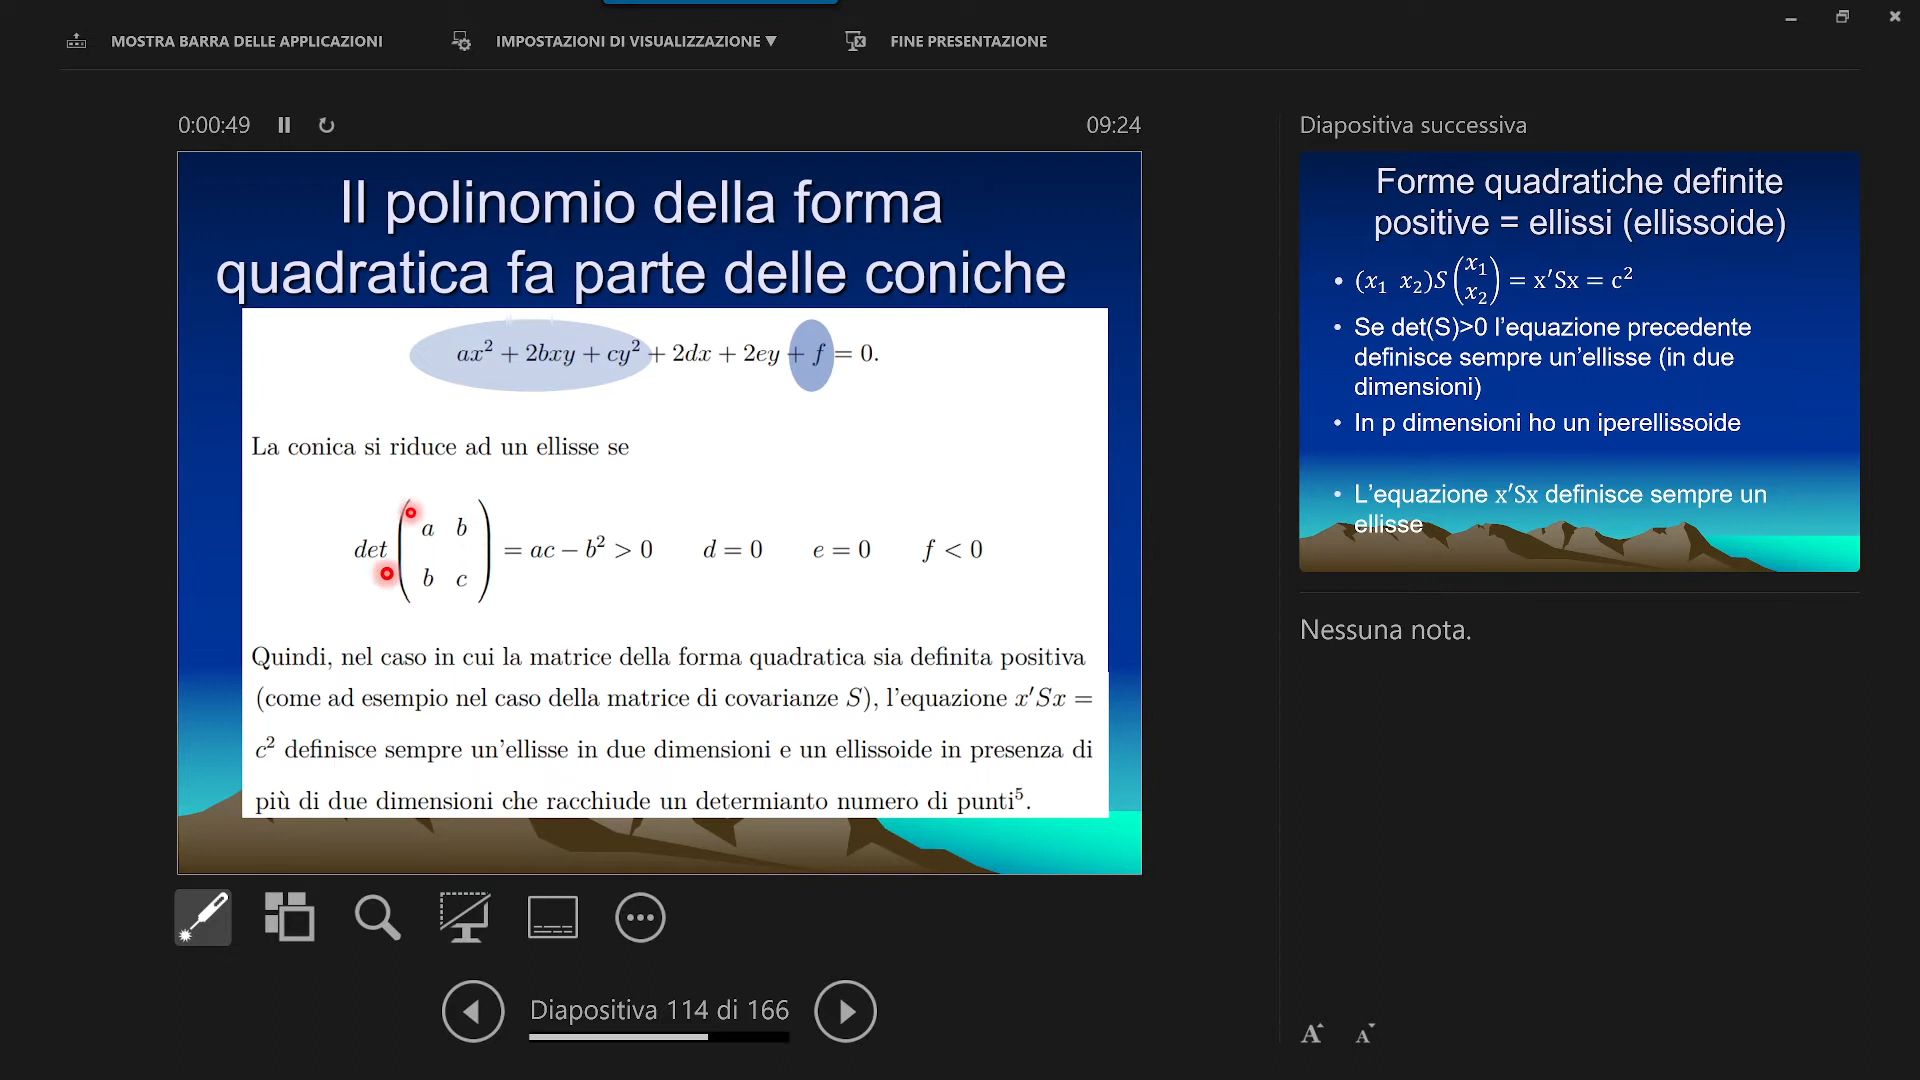 MOSTRA BARRA DELLE APPLICAZIONI
IMPOSTAZIONI DI VISUALIZZAZIONE ▼
FINE PRESENTAZIONE
0:00:49
09:24
Il polinomio della forma
quadratica fa parte delle coniche
ax² + 2bxy + cy² + 2dx + 2ey + f = 0.
La conica si riduce ad un ellisse se
det ( a b ; b c ) = ac − b² > 0 d = 0 e = 0 f < 0
Quindi, nel caso in cui la matrice della forma quadratica sia definita positiva
(come ad esempio nel caso della matrice di covarianze S), l'equazione x′Sx =
c² definisce sempre un'ellisse in due dimensioni e un ellissoide in presenza di
più di due dimensioni che racchiude un determianto numero di punti⁵.
Diapositiva 114 di 166
Diapositiva successiva
Forme quadratiche definite
positive = ellissi (ellissoide)
• (x₁ x₂)S(x₁ x₂) = x′Sx = c²
• Se det(S)>0 l'equazione precedente
definisce sempre un'ellisse (in due
dimensioni)
• In p dimensioni ho un iperellissoide
• L'equazione x′Sx definisce sempre un
ellisse
Nessuna nota.
A A